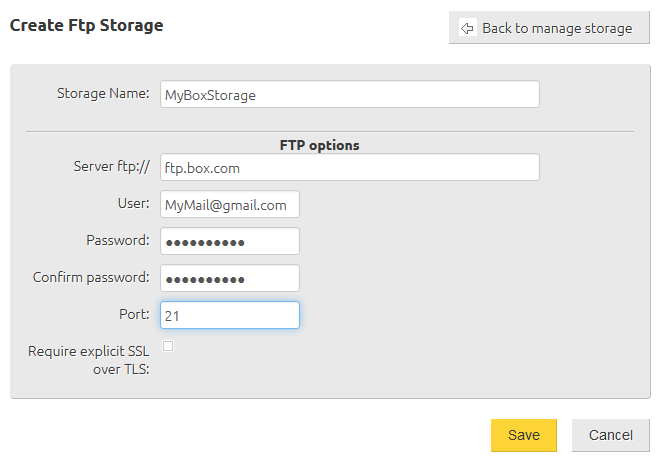 Create Ftp Storage
Back to manage storage
Storage Name: MyBoxStorage
FTP options
Server ftp:// ftp.box.com
User: MyMail@gmail.com
Password: ●●●●●●●●●●
Confirm password: ●●●●●●●●●●
Port: 21
Require explicit SSL
over TLS:
Save Cancel